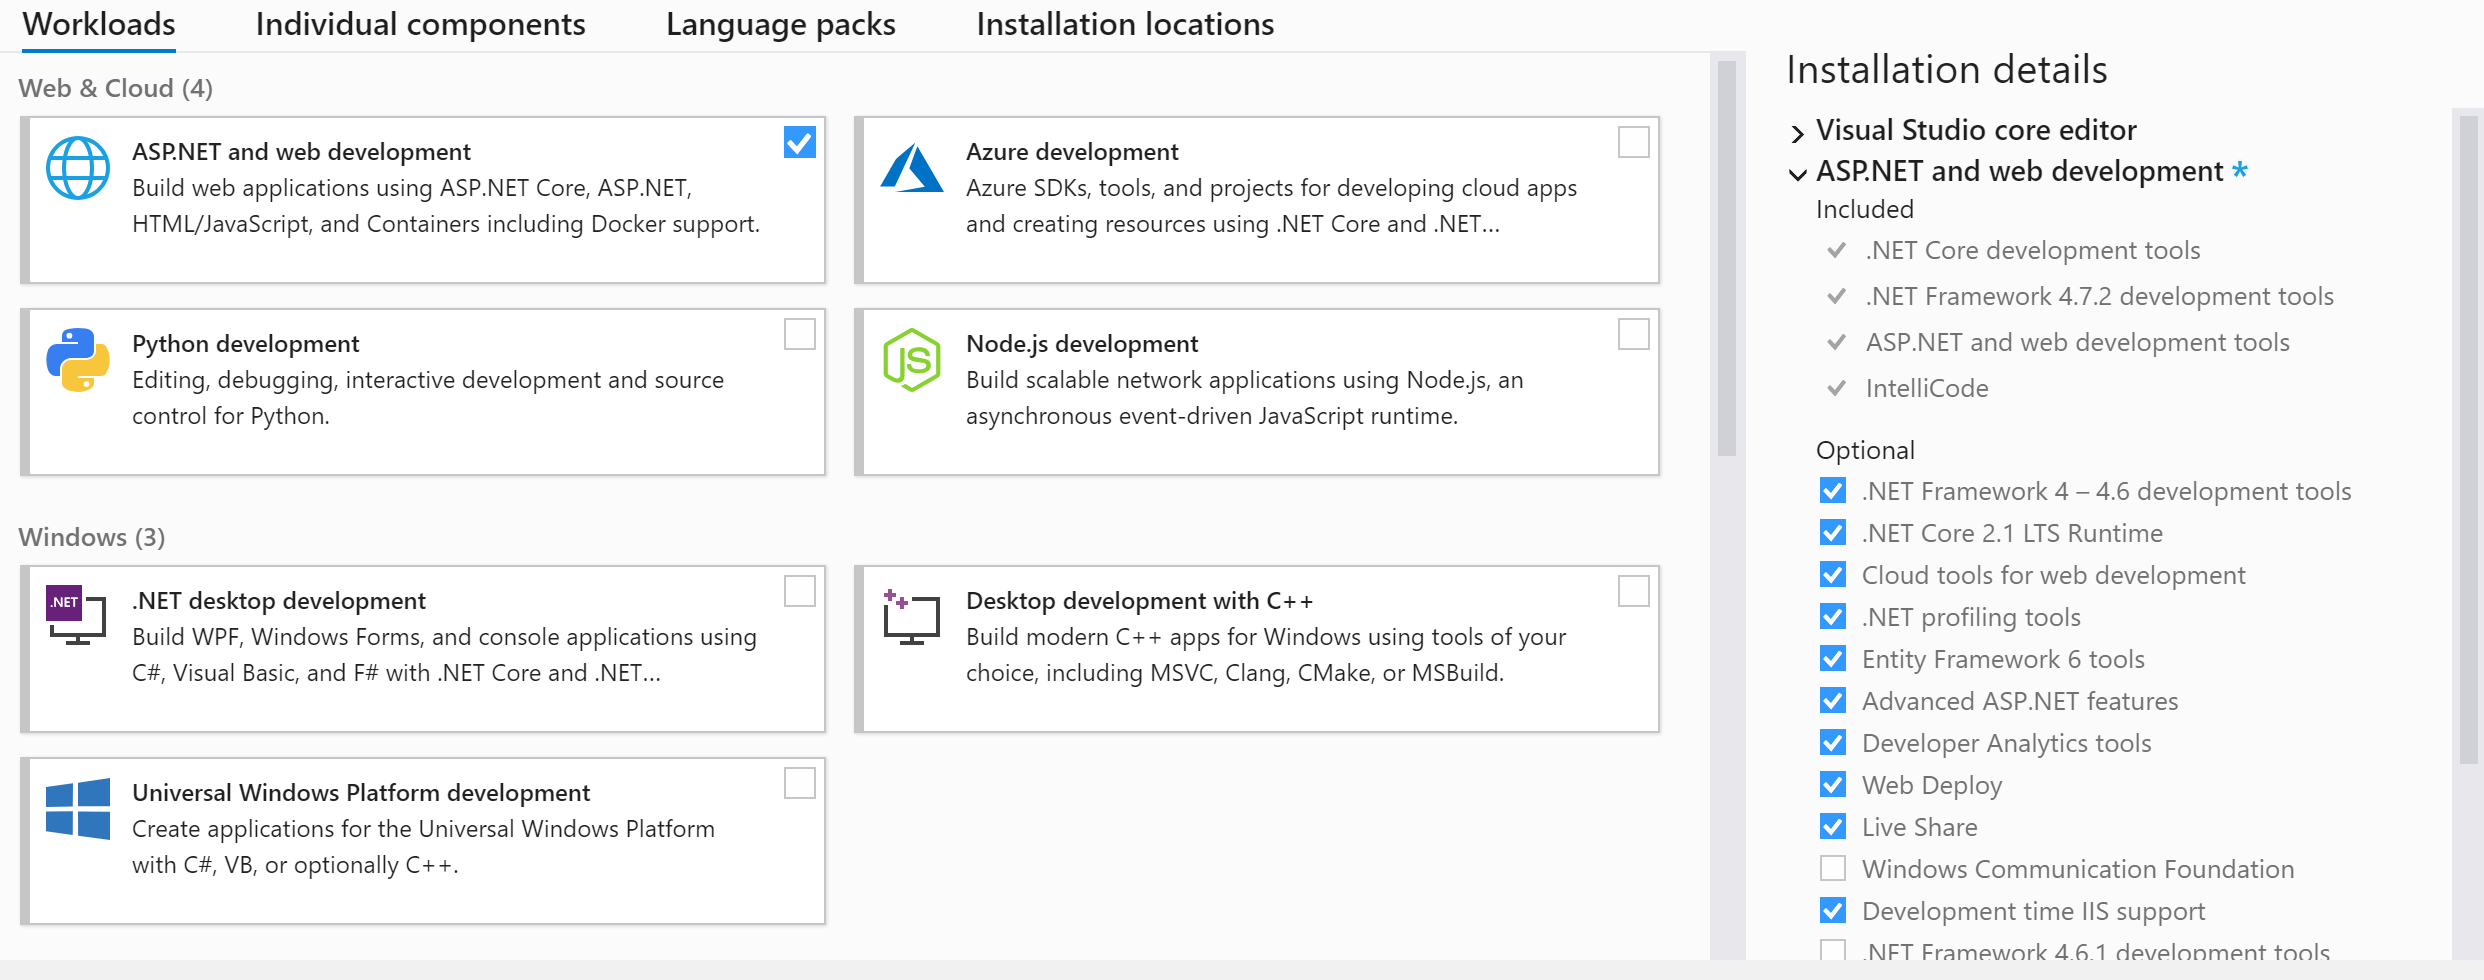 Workloads
Individual components
Language packs
Installation locations
Web & Cloud (4)
ASP.NET and web development
Build web applications using ASP.NET Core, ASP.NET,
HTML/JavaScript, and Containers including Docker support.
Azure development
Azure SDKs, tools, and projects for developing cloud apps
and creating resources using .NET Core and .NET...
Python development
Editing, debugging, interactive development and source
control for Python.
JS
Node.js development
Build scalable network applications using Node.js, an
asynchronous event-driven JavaScript runtime.
Windows (3)
.NET
.NET desktop development
Build WPF, Windows Forms, and console applications using
C#, Visual Basic, and F# with .NET Core and .NET...
Desktop development with C++
Build modern C++ apps for Windows using tools of your
choice, including MSVC, Clang, CMake, or MSBuild.
Universal Windows Platform development
Create applications for the Universal Windows Platform
with C#, VB, or optionally C++.
Installation details
Visual Studio core editor
ASP.NET and web development *
Included
.NET Core development tools
.NET Framework 4.7.2 development tools
ASP.NET and web development tools
IntelliCode
Optional
.NET Framework 4 – 4.6 development tools
.NET Core 2.1 LTS Runtime
Cloud tools for web development
.NET profiling tools
Entity Framework 6 tools
Advanced ASP.NET features
Developer Analytics tools
Web Deploy
Live Share
Windows Communication Foundation
Development time IIS support
.NET Framework 4.6.1 development tools